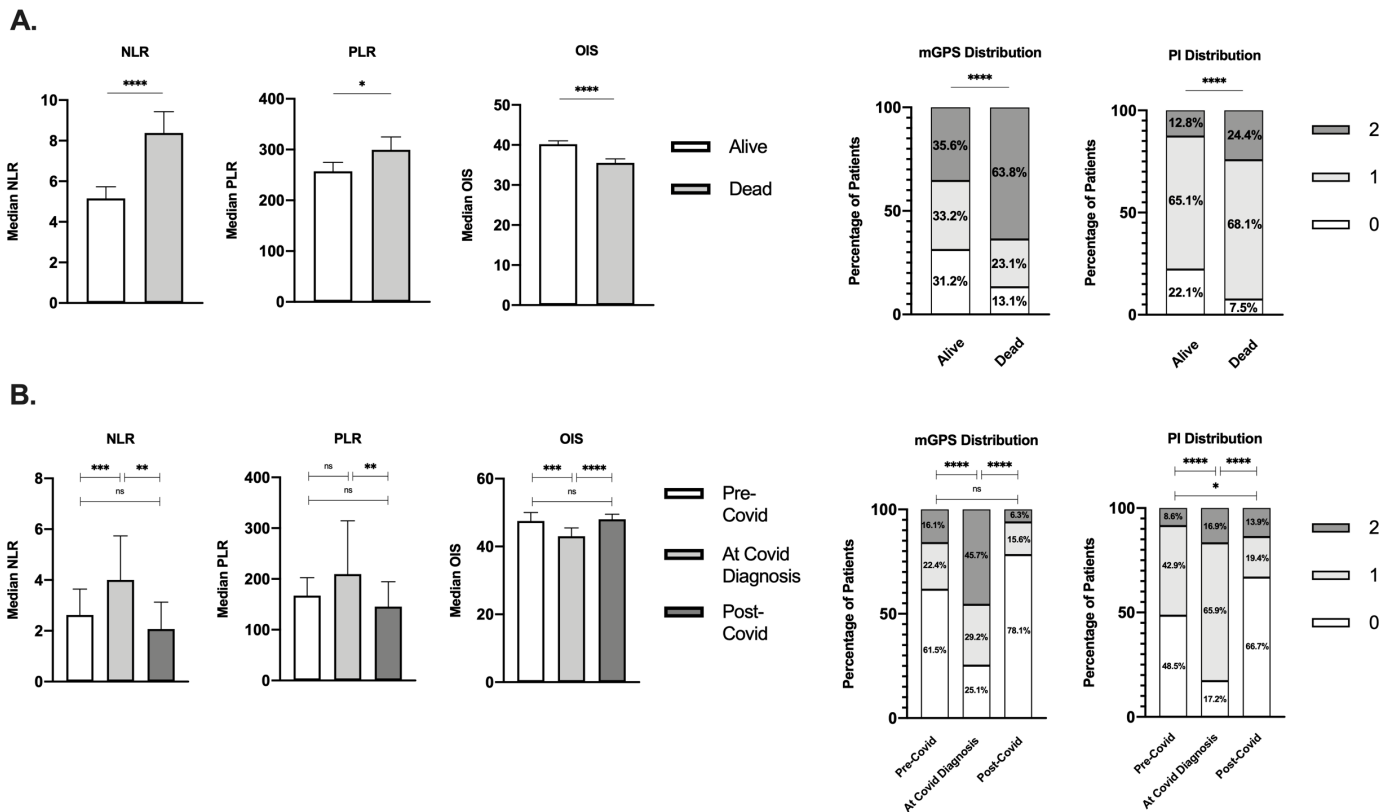 A.
NLR
****
Median NLR
10
8
6
4
2
0
PLR
*
Median PLR
400
300
200
100
0
OIS
****
Median OIS
50
40
30
20
10
0
Alive
Dead
mGPS Distribution
****
Percentage of Patients
100
50
0
35.6%
33.2%
31.2%
63.8%
23.1%
13.1%
Alive
Dead
PI Distribution
****
Percentage of Patients
100
50
0
12.8%
65.1%
22.1%
24.4%
68.1%
7.5%
Alive
Dead
2
1
0
B.
NLR
*** **
ns
Median NLR
8
6
4
2
0
PLR
ns **
ns
Median PLR
400
300
200
100
0
OIS
*** ****
ns
Median OIS
60
40
20
0
Pre-
Covid
At Covid
Diagnosis
Post-
Covid
mGPS Distribution
**** ****
ns
Percentage of Patients
100
50
0
16.1%
22.4%
61.5%
45.7%
29.2%
25.1%
6.3%
15.6%
78.1%
Pre-Covid
At Covid Diagnosis
Post-Covid
PI Distribution
**** ****
*
Percentage of Patients
100
50
0
8.6%
42.9%
48.5%
16.9%
65.9%
17.2%
13.9%
19.4%
66.7%
Pre-Covid
At Covid Diagnosis
Post-Covid
2
1
0